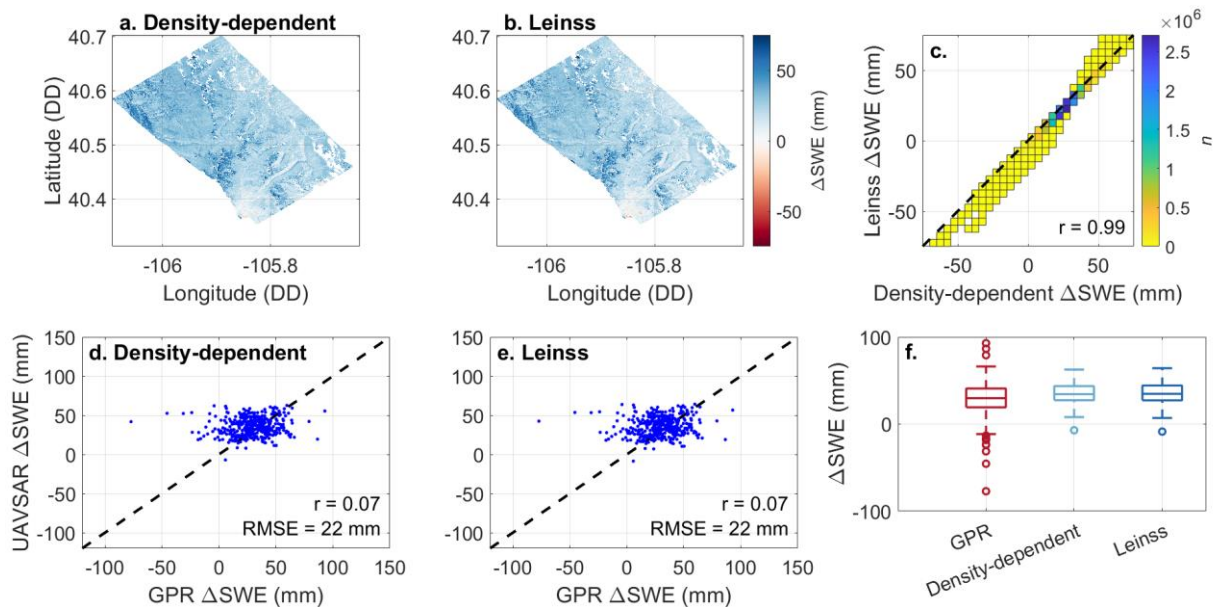 a. Density-dependent
40.7
40.6
40.5
40.4
Latitude (DD)
-106
-105.8
Longitude (DD)
b. Leinss
40.7
40.6
40.5
40.4
-106
-105.8
Longitude (DD)
50
0
-50
ΔSWE (mm)
c.
50
0
-50
Leinss ΔSWE (mm)
r = 0.99
-50
0
50
Density-dependent ΔSWE (mm)
×10⁶
2.5
2
1.5
1
0.5
0
n
d. Density-dependent
150
100
50
0
-50
-100
UAVSAR ΔSWE (mm)
r = 0.07
RMSE = 22 mm
-100
-50
0
50
100
150
GPR ΔSWE (mm)
e. Leinss
150
100
50
0
-50
-100
r = 0.07
RMSE = 22 mm
-100
-50
0
50
100
150
GPR ΔSWE (mm)
f.
100
0
-100
ΔSWE (mm)
GPR
Density-dependent
Leinss